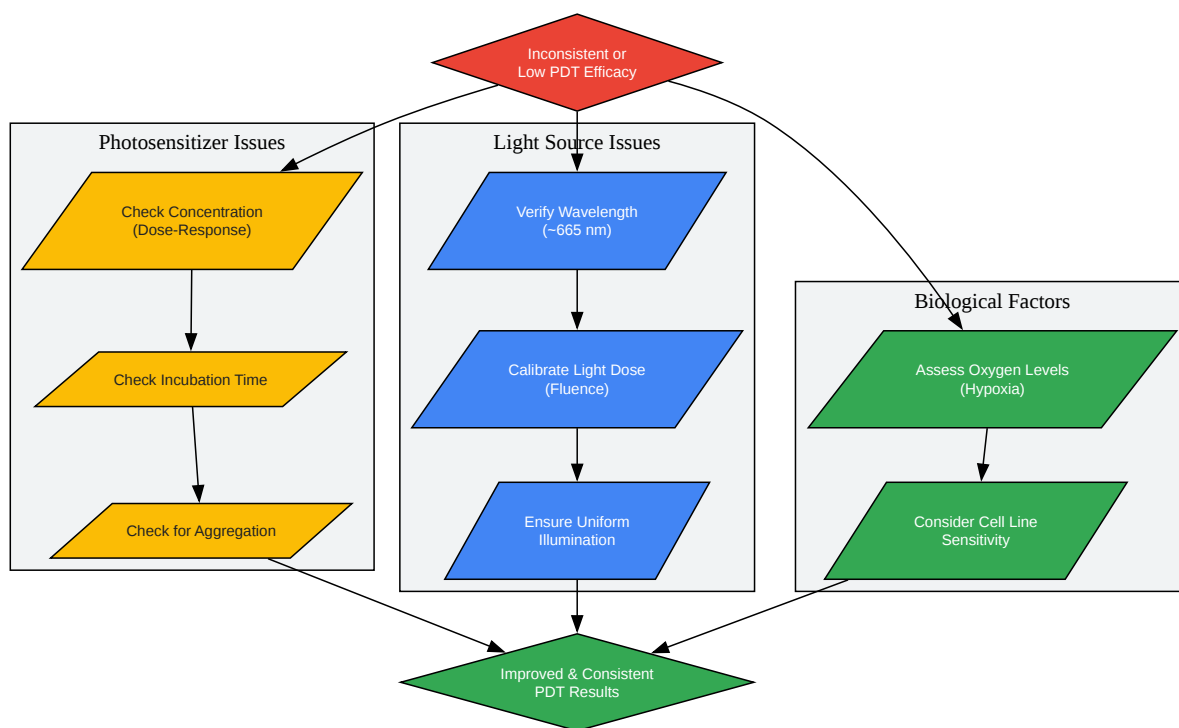 Inconsistent or
Low PDT Efficacy
Photosensitizer Issues
Check Concentration
(Dose-Response)
Check Incubation Time
Check for Aggregation
Light Source Issues
Verify Wavelength
(~665 nm)
Calibrate Light Dose
(Fluence)
Ensure Uniform
Illumination
Biological Factors
Assess Oxygen Levels
(Hypoxia)
Consider Cell Line
Sensitivity
Improved & Consistent
PDT Results